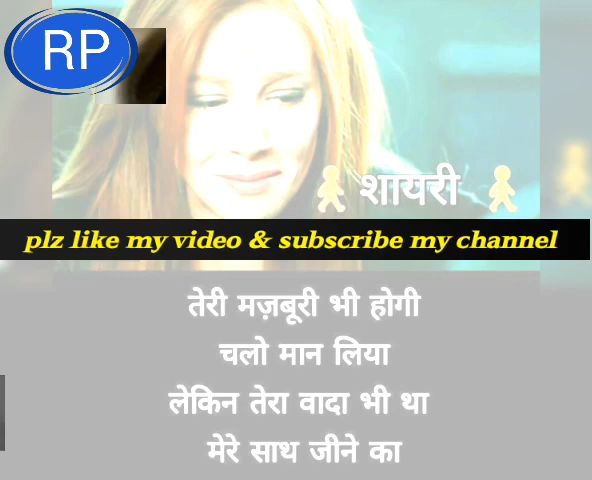 RP
शायरी
plz like my video & subscribe my channel
तेरी मज़बूरी भी होगी
चलो मान लिया
लेकिन तेरा वादा भी था
मेरे साथ जीने का